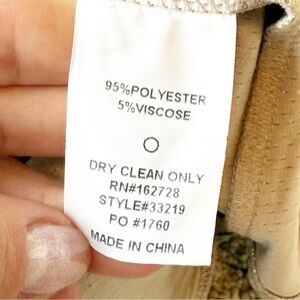 95%POLYESTER
5%VISCOSE
DRY CLEAN ONLY
RN#162728
STYLE#33219
PO #1760
MADE IN CHINA